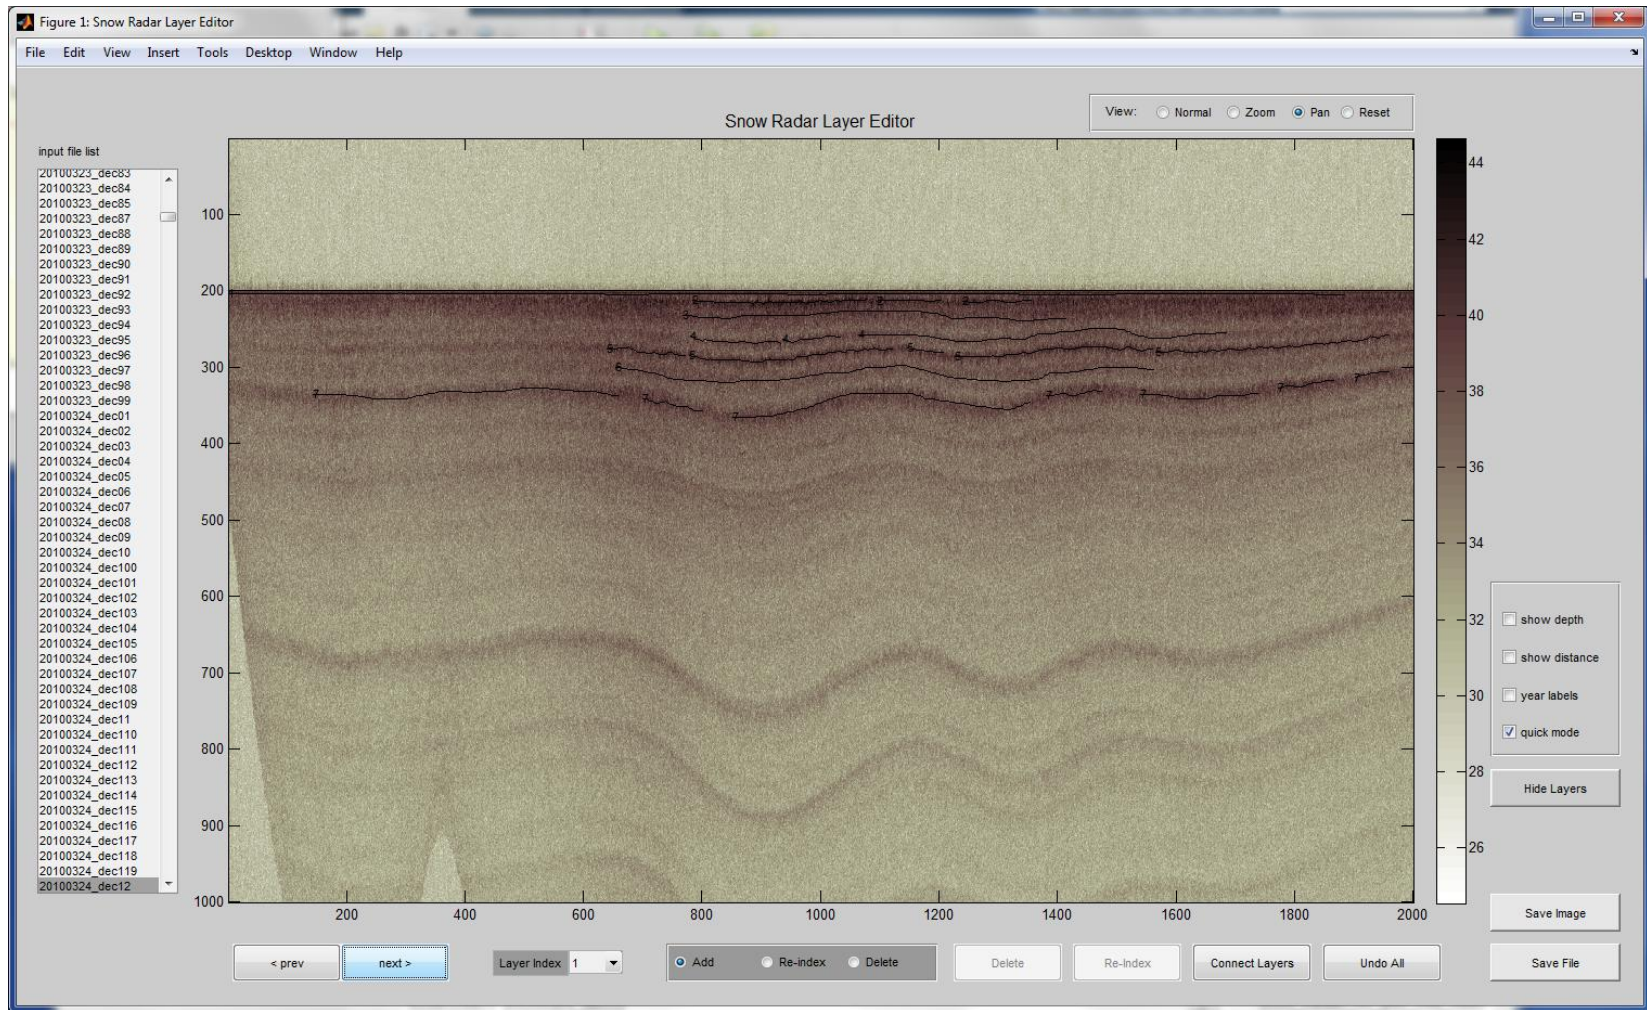 Figure 1: Snow Radar Layer Editor
File Edit View Insert Tools Desktop Window Help
Snow Radar Layer Editor
View: Normal Zoom Pan Reset
input file list
20100323_dec83
20100323_dec84
20100323_dec85
20100323_dec87
20100323_dec88
20100323_dec89
20100323_dec90
20100323_dec91
20100323_dec92
20100323_dec93
20100323_dec94
20100323_dec95
20100323_dec96
20100323_dec97
20100323_dec98
20100323_dec99
20100324_dec01
20100324_dec02
20100324_dec03
20100324_dec04
20100324_dec05
20100324_dec06
20100324_dec07
20100324_dec08
20100324_dec09
20100324_dec10
20100324_dec100
20100324_dec101
20100324_dec102
20100324_dec103
20100324_dec104
20100324_dec105
20100324_dec106
20100324_dec107
20100324_dec108
20100324_dec109
20100324_dec11
20100324_dec110
20100324_dec111
20100324_dec112
20100324_dec113
20100324_dec114
20100324_dec115
20100324_dec116
20100324_dec117
20100324_dec118
20100324_dec119
20100324_dec12
100
200
300
400
500
600
700
800
900
1000
200 400 600 800 1000 1200 1400 1600 1800 2000
44
42
40
38
36
34
32
30
28
26
show depth
show distance
year labels
quick mode
Hide Layers
Save Image
Save File
< prev next > Layer Index 1 Add Re-index Delete Delete Re-Index Connect Layers Undo All